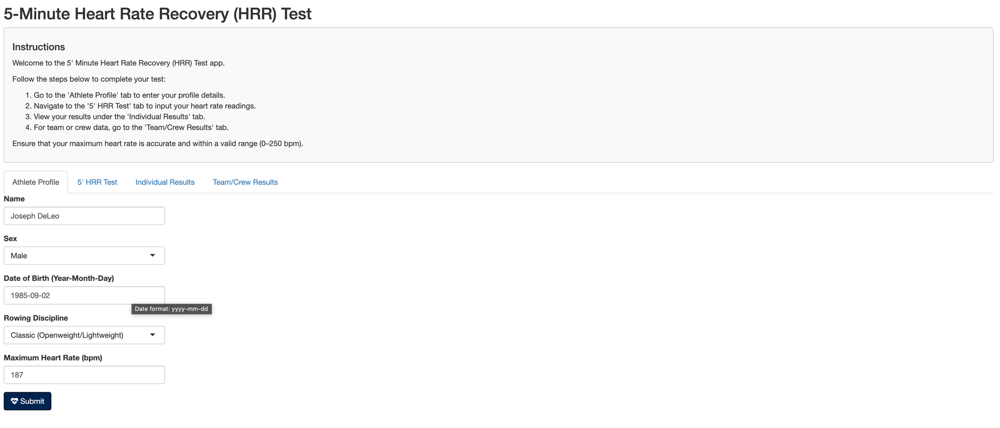 5-Minute Heart Rate Recovery (HRR) Test
Instructions
Welcome to the 5' Minute Heart Rate Recovery (HRR) Test app.
Follow the steps below to complete your test:
1. Go to the 'Athlete Profile' tab to enter your profile details.
2. Navigate to the '5' HRR Test' tab to input your heart rate readings.
3. View your results under the 'Individual Results' tab.
4. For team or crew data, go to the 'Team/Crew Results' tab.
Ensure that your maximum heart rate is accurate and within a valid range (0–250 bpm).
Athlete Profile 5' HRR Test Individual Results Team/Crew Results
Name
Joseph DeLeo
Sex
Male
Date of Birth (Year-Month-Day)
1985-09-02
Date format: yyyy-mm-dd
Rowing Discipline
Classic (Openweight/Lightweight)
Maximum Heart Rate (bpm)
187
Submit